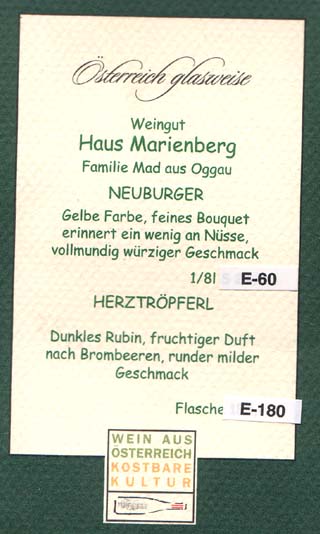 Österreich glasweise
Weingut
Haus Marienberg
Familie Mad aus Oggau
NEUBURGER
Gelbe Farbe, feines Bouquet
erinnert ein wenig an Nüsse,
vollmundig würziger Geschmack
1/8l E-60
HERZTRÖPFERL
Dunkles Rubin, fruchtiger Duft
nach Brombeeren, runder milder
Geschmack
Flasche E-180
WEIN AUS
ÖSTERREICH
KOSTBARE
KULTUR